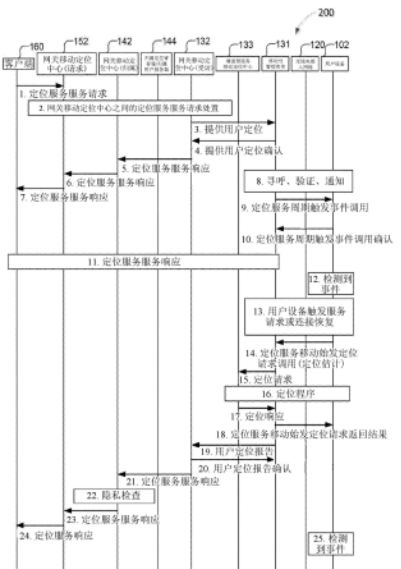 200
160
152
142
144
132
133
131
120
102
客户端
网关移动定位
中心(请求)
网关移动定
位中心(归属)
网关移动定
位中心(受访)
用户设备
1. 定位服务服务请求
2. 网关移动定位中心之间的定位服务服务请求处置
3. 提供用户定位
4. 提供用户定位确认
5. 定位服务服务响应
6. 定位服务服务响应
7. 定位服务服务响应
8. 寻呼、验证、通知
9. 定位服务周期触发事件调用
10. 定位服务周期触发事件调用确认
11. 定位服务服务响应
12. 检测到
事件
13. 用户设备触发服务
请求或连接恢复
14. 定位服务移动始发定位
请求调用(定位估计)
15. 定位请求
16. 定位程序
17. 定位响应
18. 定位服务移动始发定位请求返回结果
19. 用户定位报告
20. 用户定位报告确认
21. 定位服务服务响应
22. 隐私检查
23. 定位服务服务响应
24. 定位服务响应
25. 检测
到事件